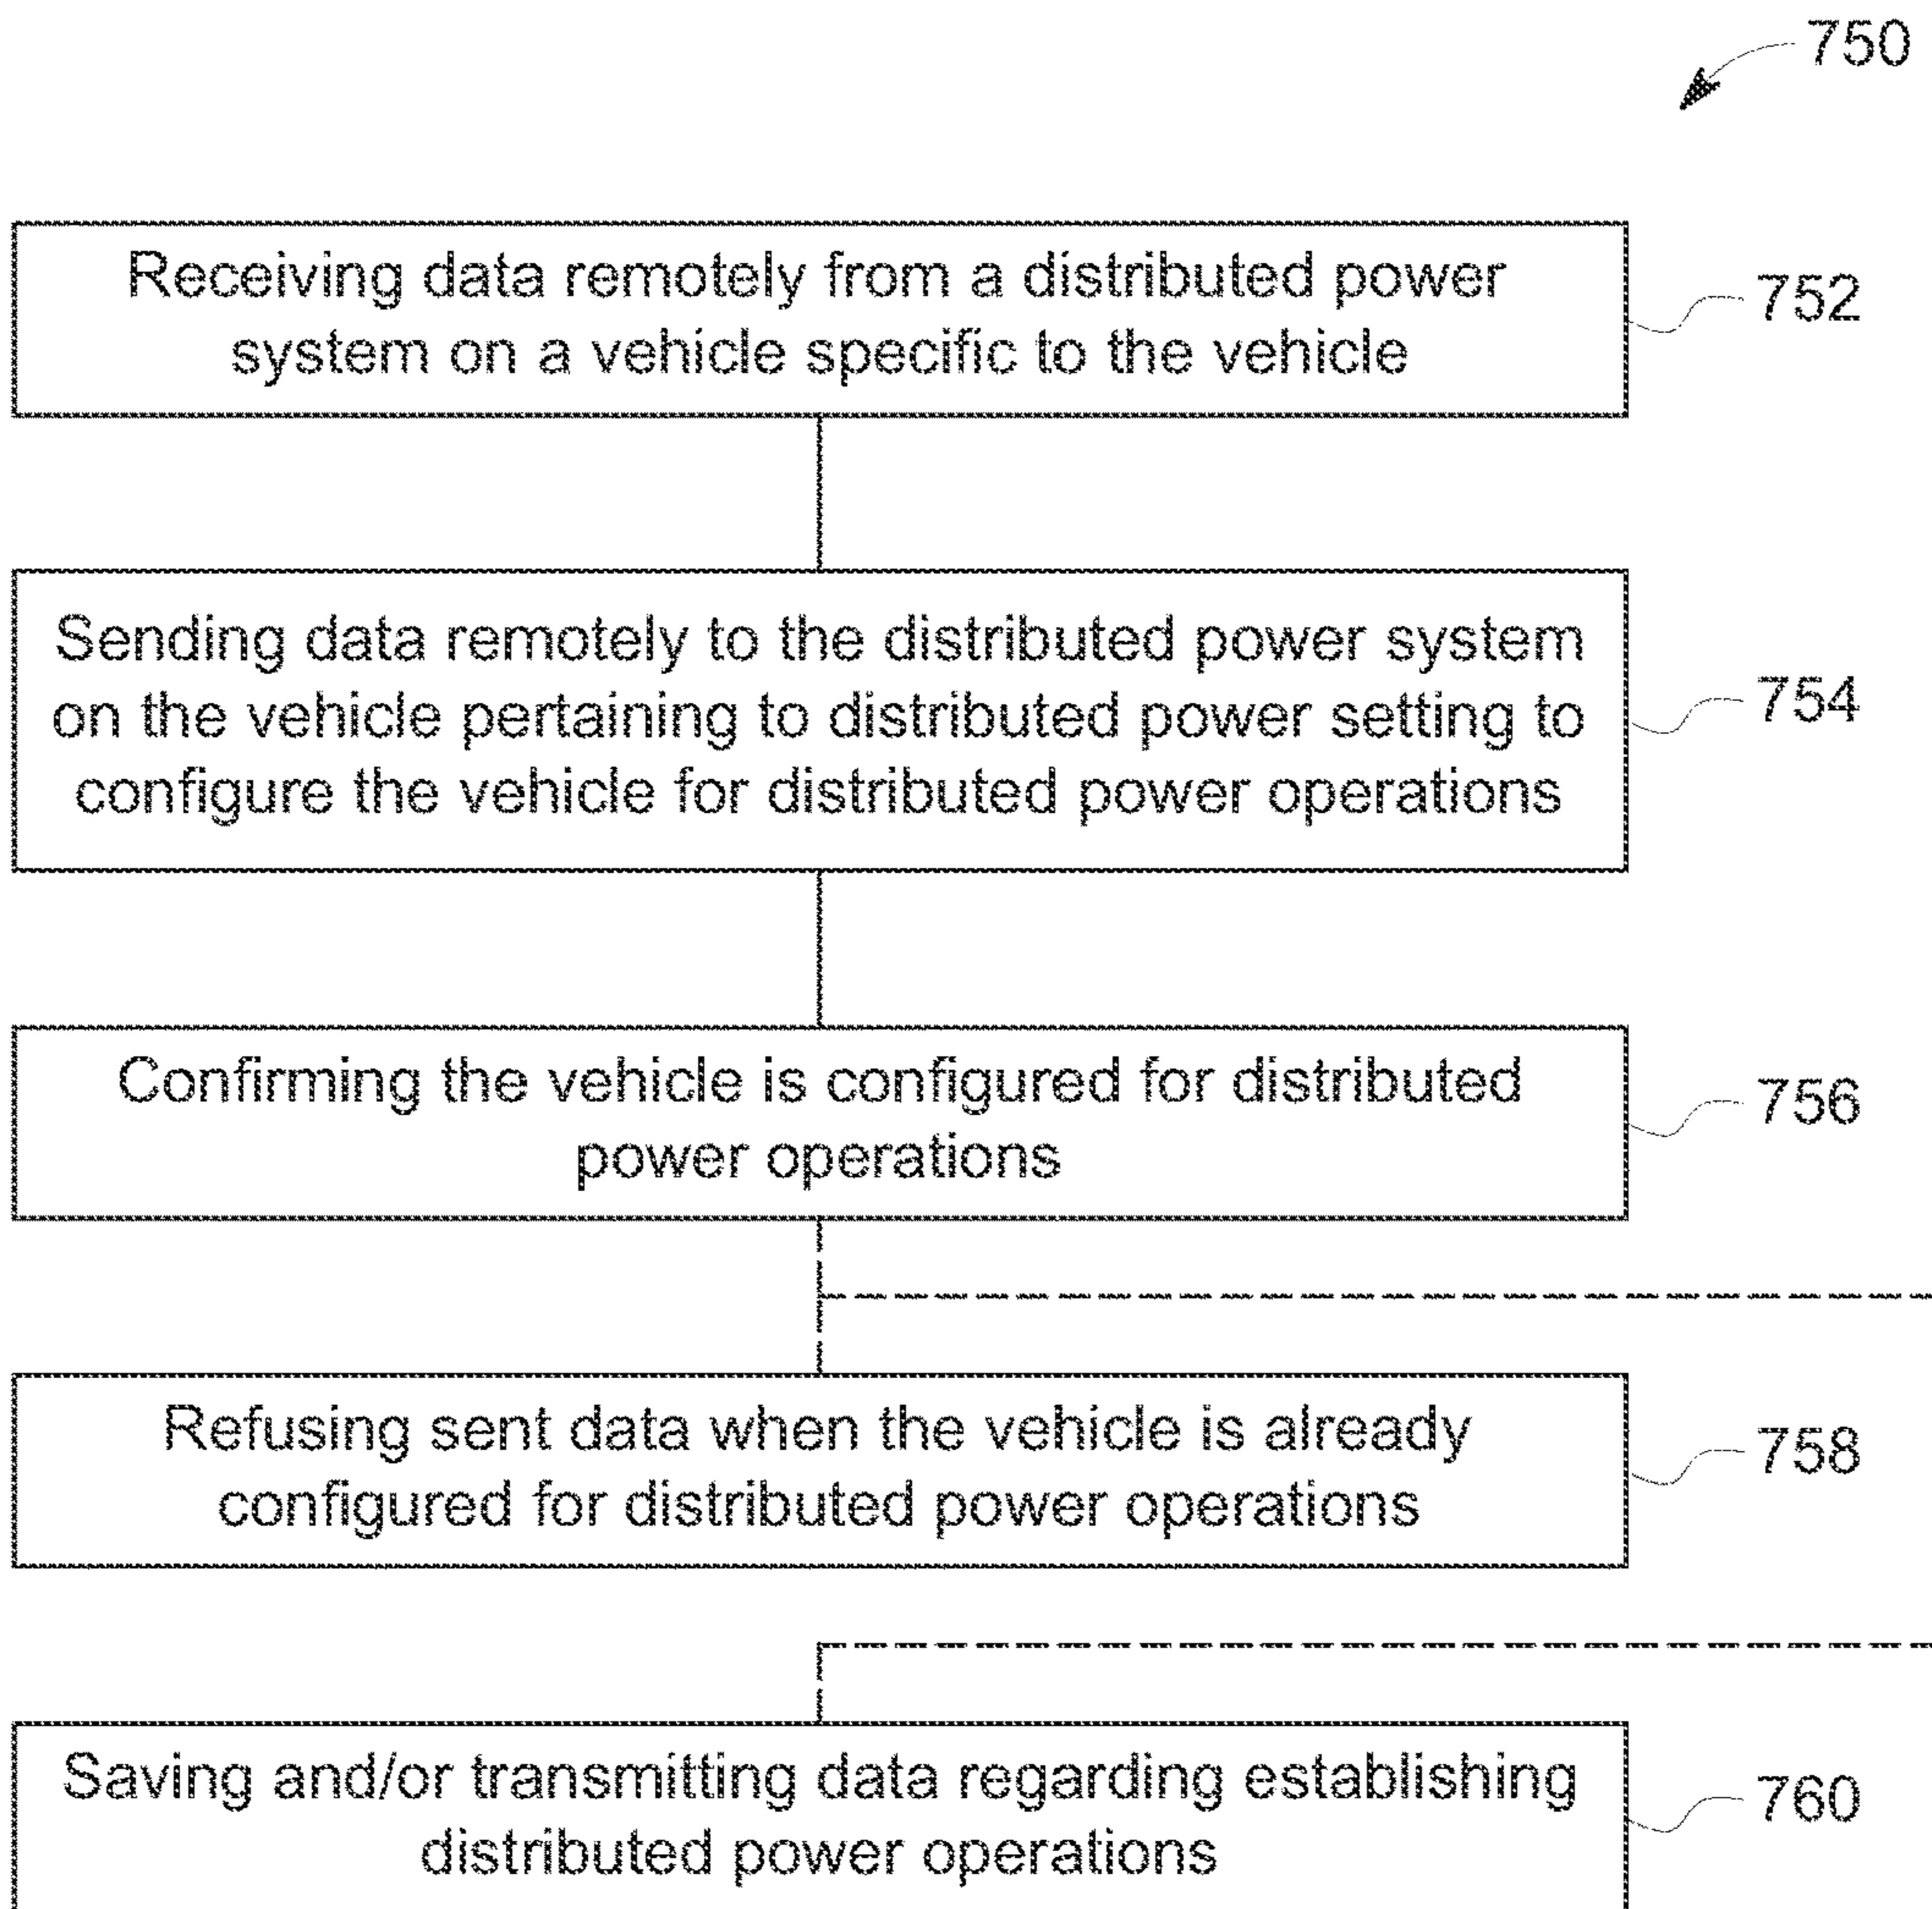 750
Receiving data remotely from a distributed power
system on a vehicle specific to the vehicle
752
Sending data remotely to the distributed power system
on the vehicle pertaining to distributed power setting to
configure the vehicle for distributed power operations
754
Confirming the vehicle is configured for distributed
power operations
756
Refusing sent data when the vehicle is already
configured for distributed power operations
758
Saving and/or transmitting data regarding establishing
distributed power operations
760